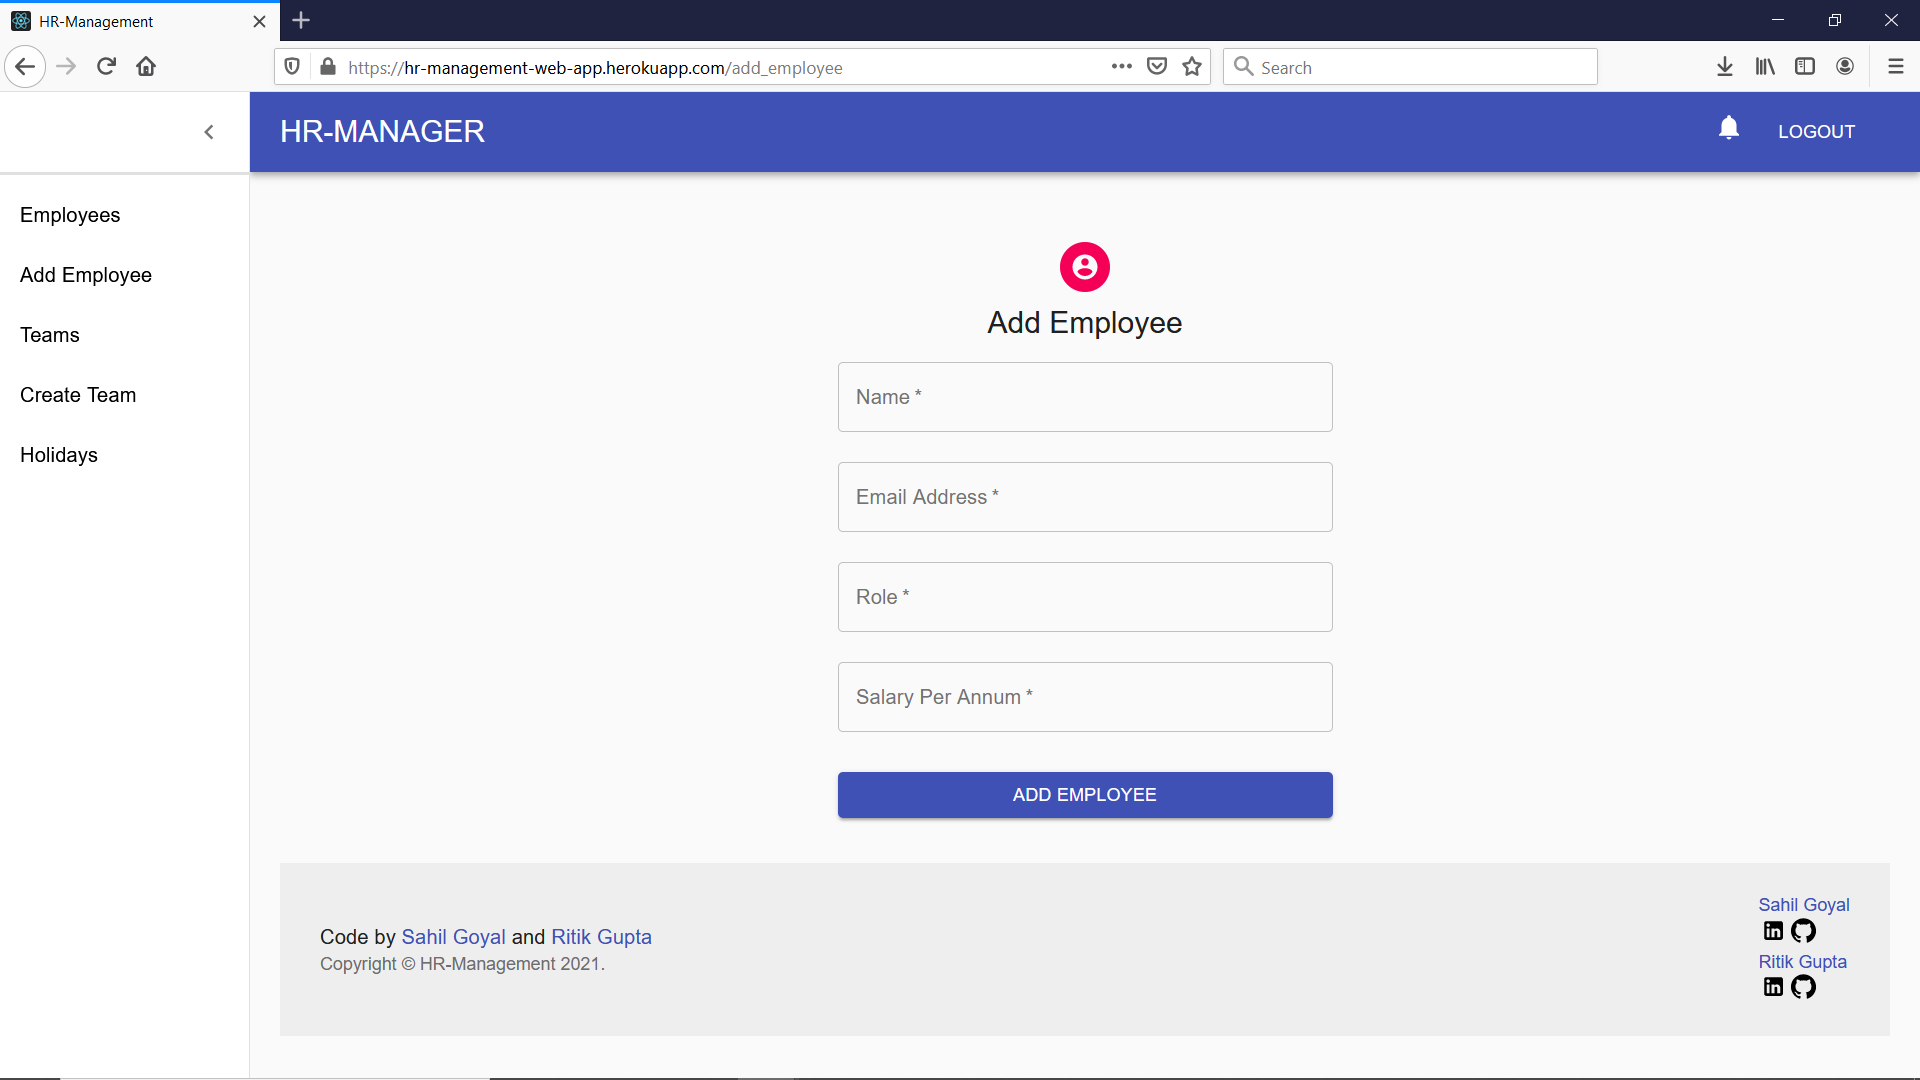 HR-Management
https://hr-management-web-app.herokuapp.com/add_employee
Search
HR-MANAGER
LOGOUT
Employees
Add Employee
Teams
Create Team
Holidays
Add Employee
Name *
Email Address *
Role *
Salary Per Annum *
ADD EMPLOYEE
Code by Sahil Goyal and Ritik Gupta
Copyright © HR-Management 2021.
Sahil Goyal
in
Ritik Gupta
in